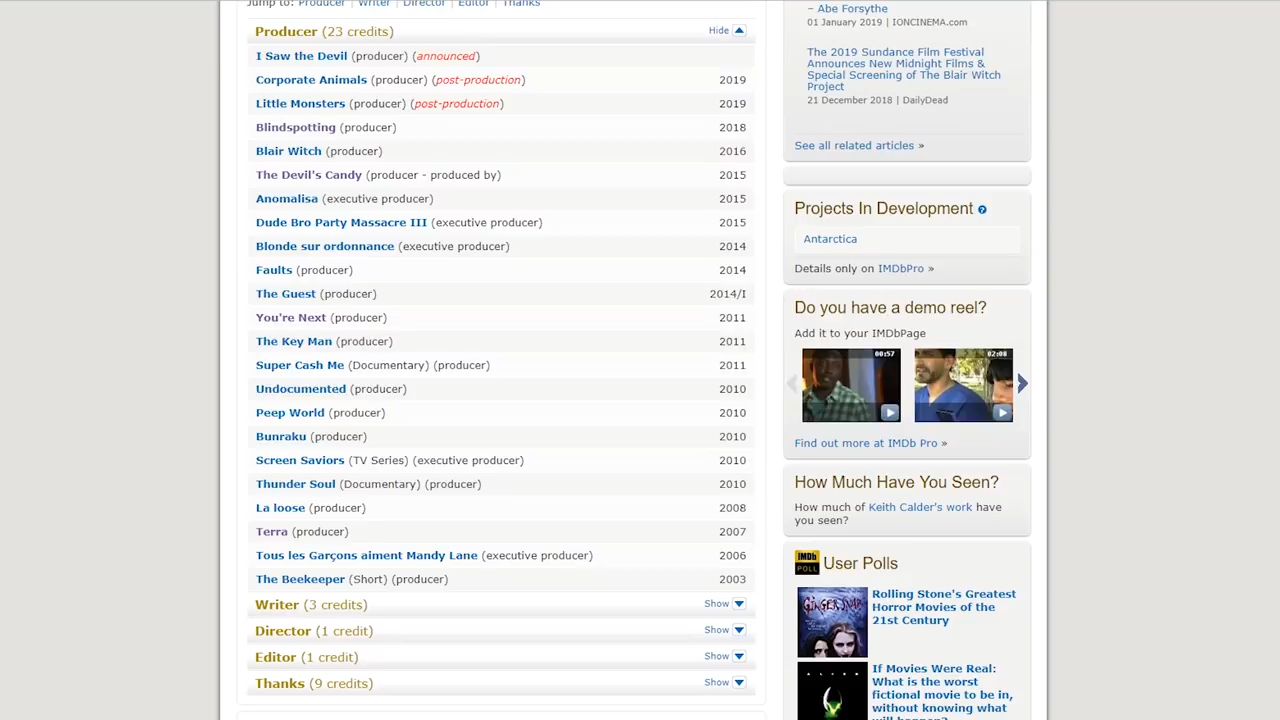 Jump to: Producer | Writer | Director | Editor | Thanks
Producer (23 credits) Hide
I Saw the Devil (producer) (announced)
Corporate Animals (producer) (post-production) 2019
Little Monsters (producer) (post-production) 2019
Blindspotting (producer) 2018
Blair Witch (producer) 2016
The Devil's Candy (producer - produced by) 2015
Anomalisa (executive producer) 2015
Dude Bro Party Massacre III (executive producer) 2015
Blonde sur ordonnance (executive producer) 2014
Faults (producer) 2014
The Guest (producer) 2014/I
You're Next (producer) 2011
The Key Man (producer) 2011
Super Cash Me (Documentary) (producer) 2011
Undocumented (producer) 2010
Peep World (producer) 2010
Bunraku (producer) 2010
Screen Saviors (TV Series) (executive producer) 2010
Thunder Soul (Documentary) (producer) 2010
La loose (producer) 2008
Terra (producer) 2007
Tous les Garçons aiment Mandy Lane (executive producer) 2006
The Beekeeper (Short) (producer) 2003
Writer (3 credits) Show
Director (1 credit) Show
Editor (1 credit) Show
Thanks (9 credits) Show
– Abe Forsythe
01 January 2019 | IONCINEMA.com
The 2019 Sundance Film Festival
Announces New Midnight Films &
Special Screening of The Blair Witch
Project
21 December 2018 | DailyDead
See all related articles »
Projects In Development ?
Antarctica
Details only on IMDbPro »
Do you have a demo reel?
Add it to your IMDbPage
00:57 02:08
Find out more at IMDb Pro »
How Much Have You Seen?
How much of Keith Calder's work have
you seen?
IMDb
POLL User Polls
GINGER SNAPS
Rolling Stone's Greatest
Horror Movies of the
21st Century
ALIEN
If Movies Were Real:
What is the worst
fictional movie to be in,
without knowing what
will happen?